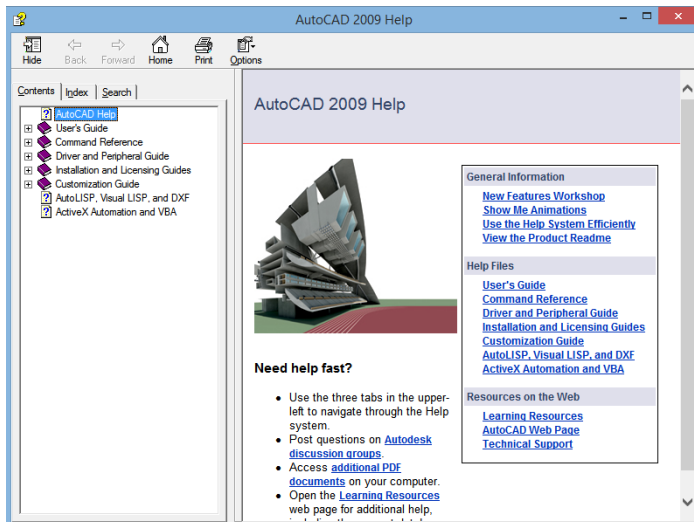 AutoCAD 2009 Help
Hide Back Forward Home Print Options
Contents Index Search
AutoCAD Help
User's Guide
Command Reference
Driver and Peripheral Guide
Installation and Licensing Guides
Customization Guide
AutoLISP, Visual LISP, and DXF
ActiveX Automation and VBA
AutoCAD 2009 Help
Need help fast?
Use the three tabs in the upper-
left to navigate through the Help
system.
Post questions on Autodesk
discussion groups.
Access additional PDF
documents on your computer.
Open the Learning Resources
web page for additional help,
General Information
New Features Workshop
Show Me Animations
Use the Help System Efficiently
View the Product Readme
Help Files
User's Guide
Command Reference
Driver and Peripheral Guide
Installation and Licensing Guides
Customization Guide
AutoLISP, Visual LISP, and DXF
ActiveX Automation and VBA
Resources on the Web
Learning Resources
AutoCAD Web Page
Technical Support